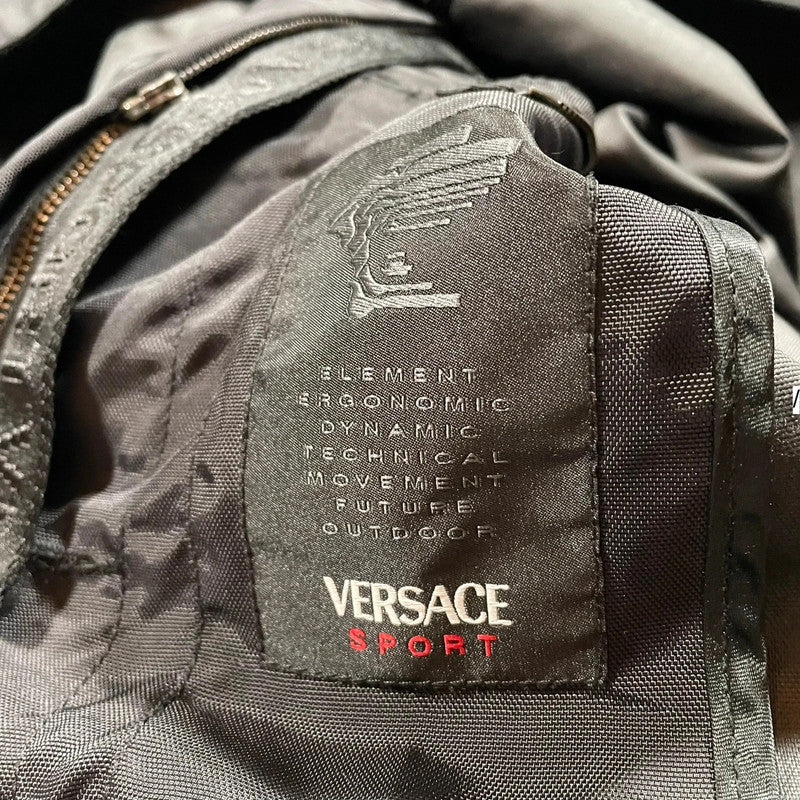 ELEMENT
ERGONOMIC
DYNAMIC
TECHNICAL
MOVEMENT
FUTURE
OUTDOOR
VERSACE
SPORT